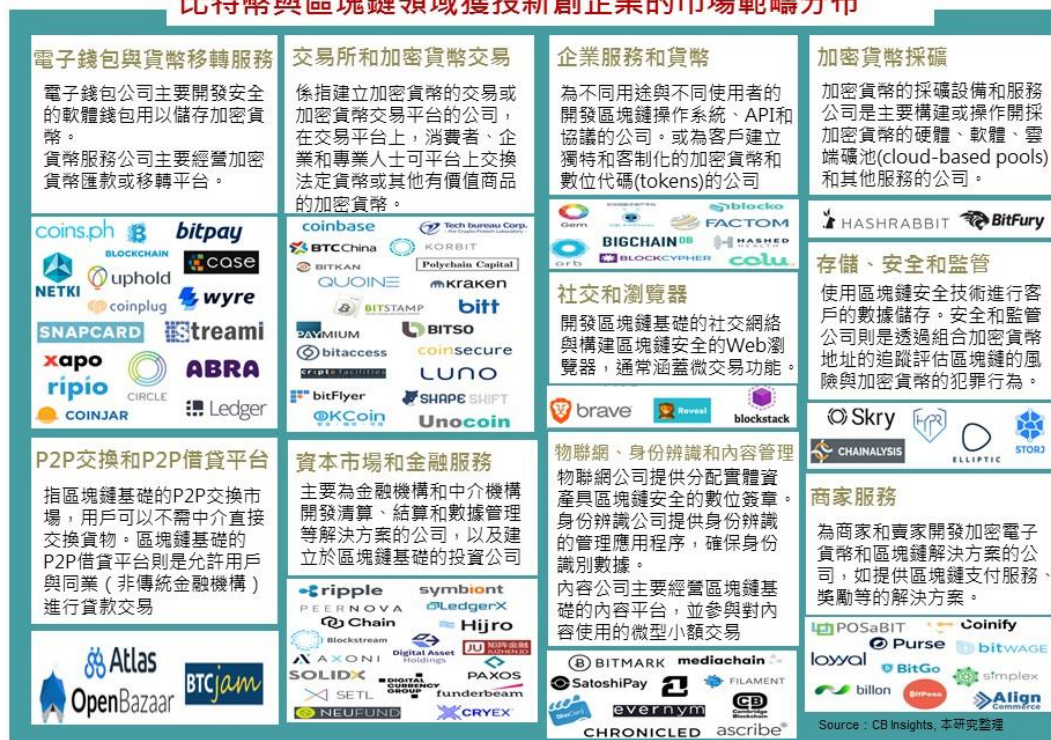 比特幣與區塊鏈領域獲投新創企業的市場範疇分布
電子錢包與貨幣移轉服務
電子錢包公司主要開發安全
的軟體錢包用以儲存加密貨
幣。
貨幣服務公司主要經營加密
貨幣匯款或移轉平台。
coins.ph
BLOCKCHAIN
bitpay
NETKI
uphold
case
coinplug
wyre
SNAPCARD
Streami
xapo
ripio
CIRCLE
ABRA
COINJAR
Ledger
P2P交換和P2P借貸平台
指區塊鏈基礎的P2P交換市
場，用戶可以不需中介直接
交換貨物。區塊鏈基礎的
P2P借貸平台則是允許用戶
與同業（非傳統金融機構）
進行貸款交易
Atlas
OpenBazaar
BTCjam
交易所和加密貨幣交易
係指建立加密貨幣的交易或
加密貨幣交易平台的公司，
在交易平台上，消費者、企
業和專業人士可平台上交換
法定貨幣或其他有價值商品
的加密貨幣。
coinbase
Tech bureau Corp.
BTCChina
KORBIT
BITKAN
Polychain Capital
QUOINE
mkraken
BITSTAMP
bitt
PAYMIUM
BITSO
bitaccess
coinsecure
cripto facilities
LUNO
bitFlyer
SHAPE SHIFT
OKCoin
Unocoin
資本市場和金融服務
主要為金融機構和中介機構
開發清算、結算和數據管理
等解決方案的公司，以及建
立於區塊鏈基礎的投資公司
ripple
symbiont
PEERNOVA
LedgerX
Chain
Hijro
Blockstream
Digital Asset
Holdings
JU 矩阵金融
JUZHEN.IO
AXONI
SOLIDX
DIGITAL
CURRENCY
GROUP
PAXOS
SETL
funderbeam
NEUFUND
CRYEX
企業服務和貨幣
為不同用途與不同使用者的
開發區塊鏈操作系統、API和
協議的公司。或為客戶建立
獨特和客制化的加密貨幣和
數位代碼(tokens)的公司
Gem
blocko
FACTOM
BIGCHAINDB
HASHED
HEALTH
orb
BLOCKCYPHER
colu
社交和瀏覽器
開發區塊鏈基礎的社交網絡
與構建區塊鏈安全的Web瀏
覽器，通常涵蓋微交易功能。
brave
Reveal
blockstack
物聯網、身份辨識和內容管理
物聯網公司提供分配實體資
產具區塊鏈安全的數位簽章。
身份辨識公司提供身份辨識
的管理應用程序，確保身份
識別數據。
內容公司主要經營區塊鏈基
礎的內容平台，並參與對內
容使用的微型小額交易
BITMARK
mediachain
SatoshiPay
FILAMENT
ShoCard
evernym
CB
Cambridge
Blockchain
CHRONICLED
ascribe®
加密貨幣採礦
加密貨幣的採礦設備和服務
公司是主要構建或操作開採
加密貨幣的硬體、軟體、雲
端礦池(cloud-based pools)
和其他服務的公司。
HASHRABBIT
BitFury
存儲、安全和監管
使用區塊鏈安全技術進行客
戶的數據儲存。安全和監管
公司則是透過組合加密貨幣
地址的追蹤評估區塊鏈的風
險與加密貨幣的犯罪行為。
Skry
CHAINALYSIS
ELLIPTIC
STORJ
商家服務
為商家和賣家開發加密電子
貨幣和區塊鏈解決方案的公
司，如提供區塊鏈支付服務、
獎勵等的解決方案。
POSaBIT
Coinify
Purse
bitWAGE
loyyal
BitGo
simplex
billon
BitPesa
Align
Commerce
Source：CB Insights, 本研究整理